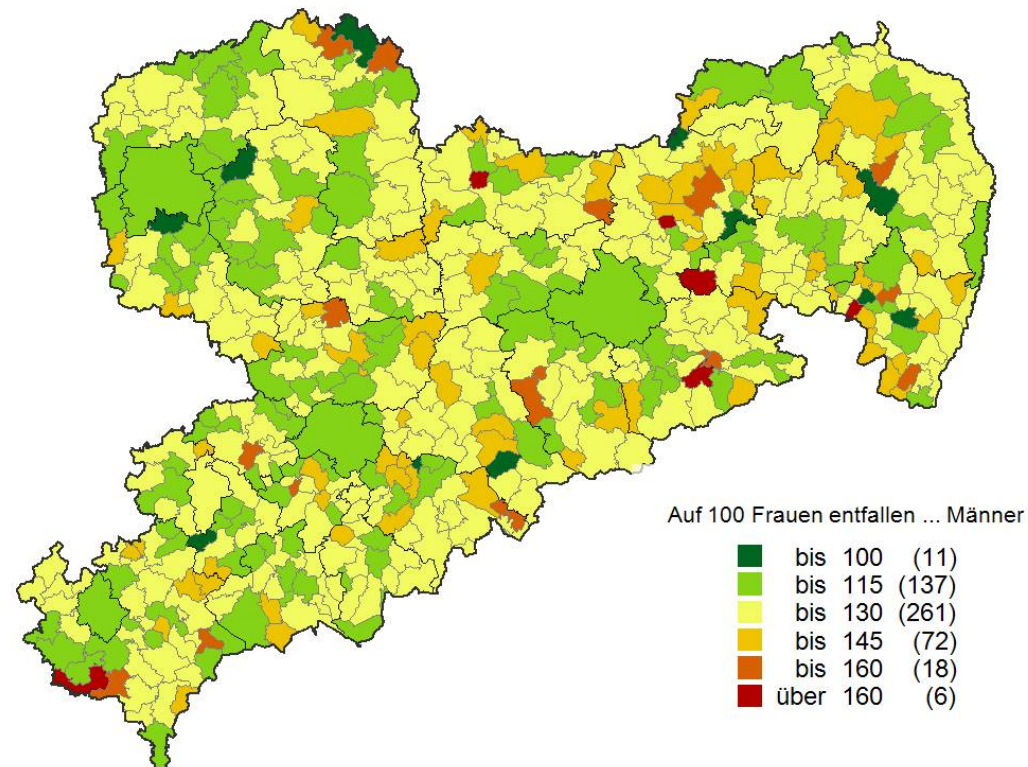 Auf 100 Frauen entfallen ... Männer
bis 100 (11)
bis 115 (137)
bis 130 (261)
bis 145 (72)
bis 160 (18)
über 160 (6)